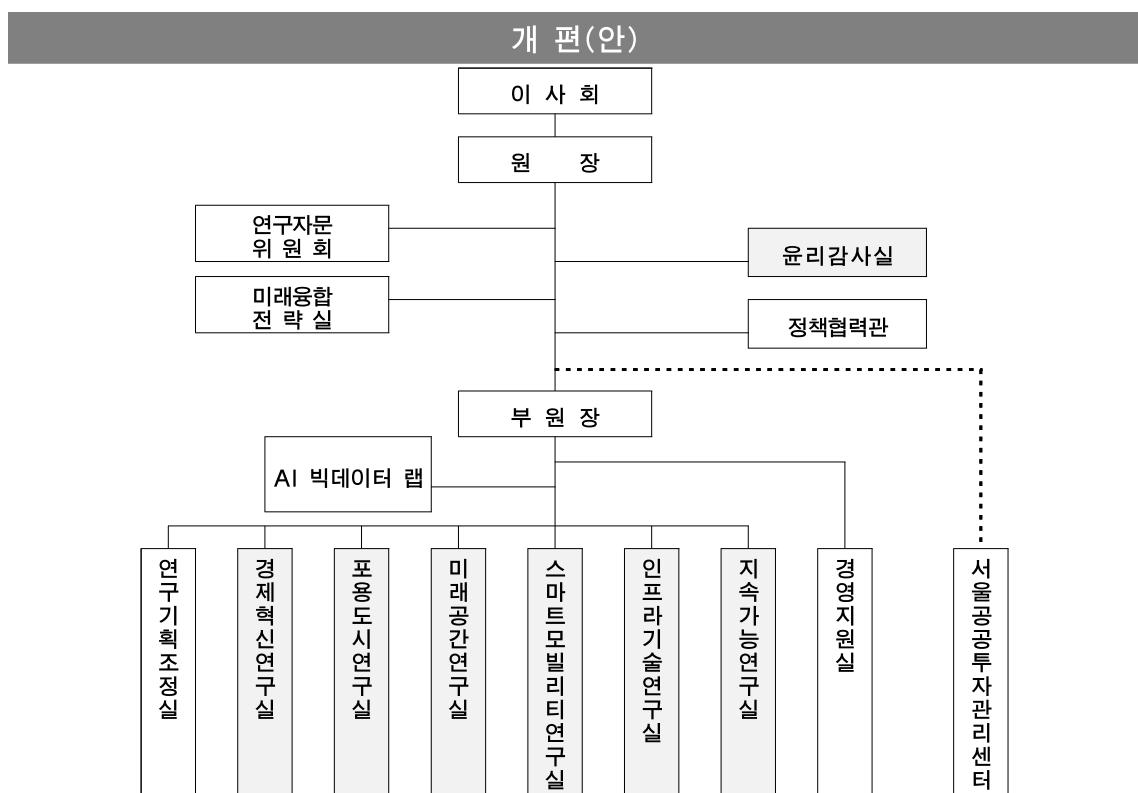 개 편(안)
이 사 회
원 장
연구자문
위 원 회
윤리감사실
미래융합
전 략 실
정책협력관
부 원 장
AI 빅데이터 랩
연구기획조정실
경제혁신연구실
포용도시연구실
미래공간연구실
스마트모빌리티연구실
인프라기술연구실
지속가능연구실
경영지원실
서울공공투자관리센터